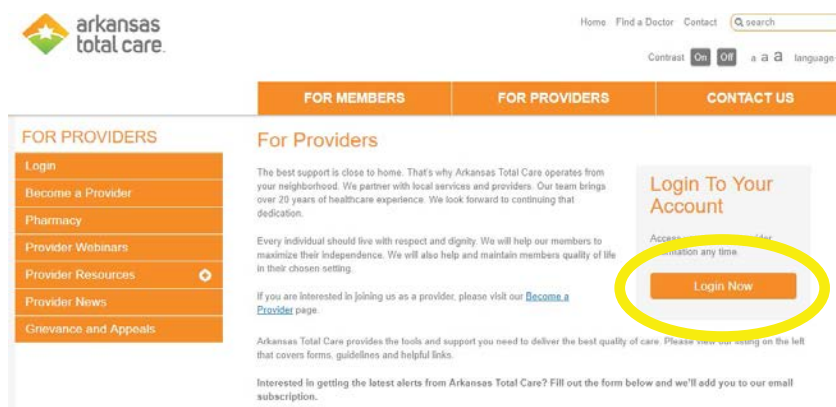 arkansas
total care.
Home Find a Doctor Contact search
Contrast On Off a a a language
FOR MEMBERS FOR PROVIDERS CONTACT US
FOR PROVIDERS
Login
Become a Provider
Pharmacy
Provider Webinars
Provider Resources
Provider News
Grievance and Appeals
For Providers
The best support is close to home. That's why Arkansas Total Care operates from
your neighborhood. We partner with local services and providers. Our team brings
over 20 years of healthcare experience. We look forward to continuing that
dedication.
Every individual should live with respect and dignity. We will help our members to
maximize their independence. We will also help and maintain members quality of life
in their chosen setting.
If you are interested in joining us as a provider, please visit our Become a
Provider page.
Arkansas Total Care provides the tools and support you need to deliver the best quality of care. Please view our listing on the left
that covers forms, guidelines and helpful links.
Interested in getting the latest alerts from Arkansas Total Care? Fill out the form below and we'll add you to our email
subscription.
Login To Your
Account
Access
any time.
Login Now